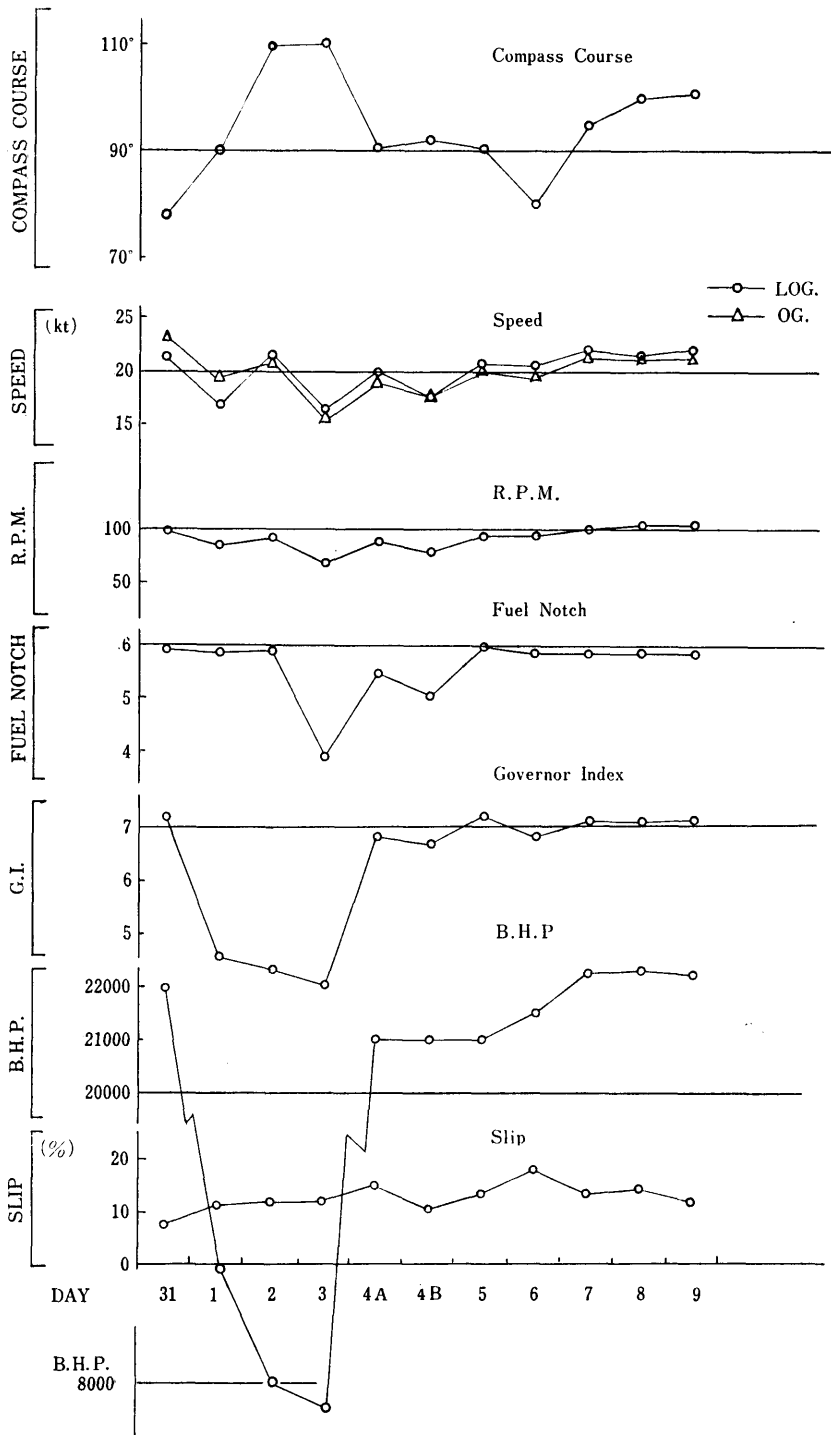 COMPASS COURSE
110°
90°
70°
Compass Course
LOG.
OG.
SPEED
(kt)
25
20
15
Speed
R.P.M.
100
50
R.P.M.
FUEL NOTCH
6
5
4
Fuel Notch
G.I.
7
6
5
Governor Index
B.H.P.
22000
21000
20000
B.H.P
SLIP
(%)
20
10
0
Slip
DAY 31 1 2 3 4A 4B 5 6 7 8 9
B.H.P.
8000